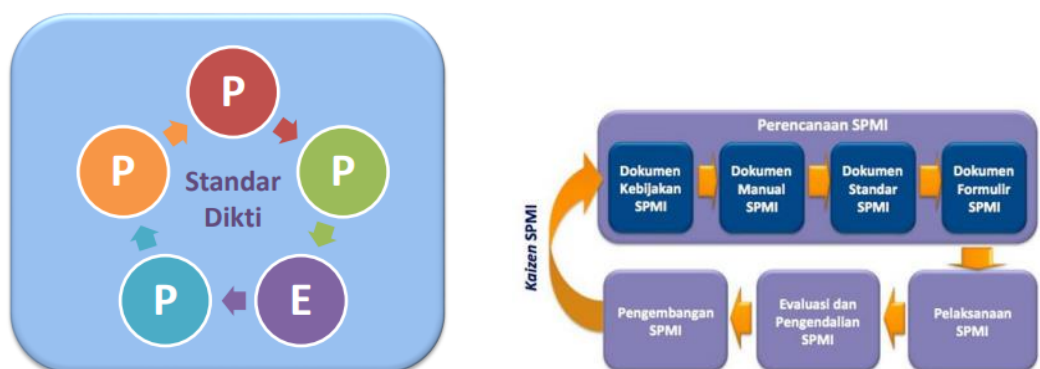 P
P
E
P
P
Standar
Dikti
Perencanaan SPMI
Dokumen
Kebijakan
SPMI
Dokumen
Manual
SPMI
Dokumen
Standar
SPMI
Dokumen
Formulir
SPMI
Pelaksanaan
SPMI
Evaluasi dan
Pengendalian
SPMI
Pengembangan
SPMI
Kaizen SPMI